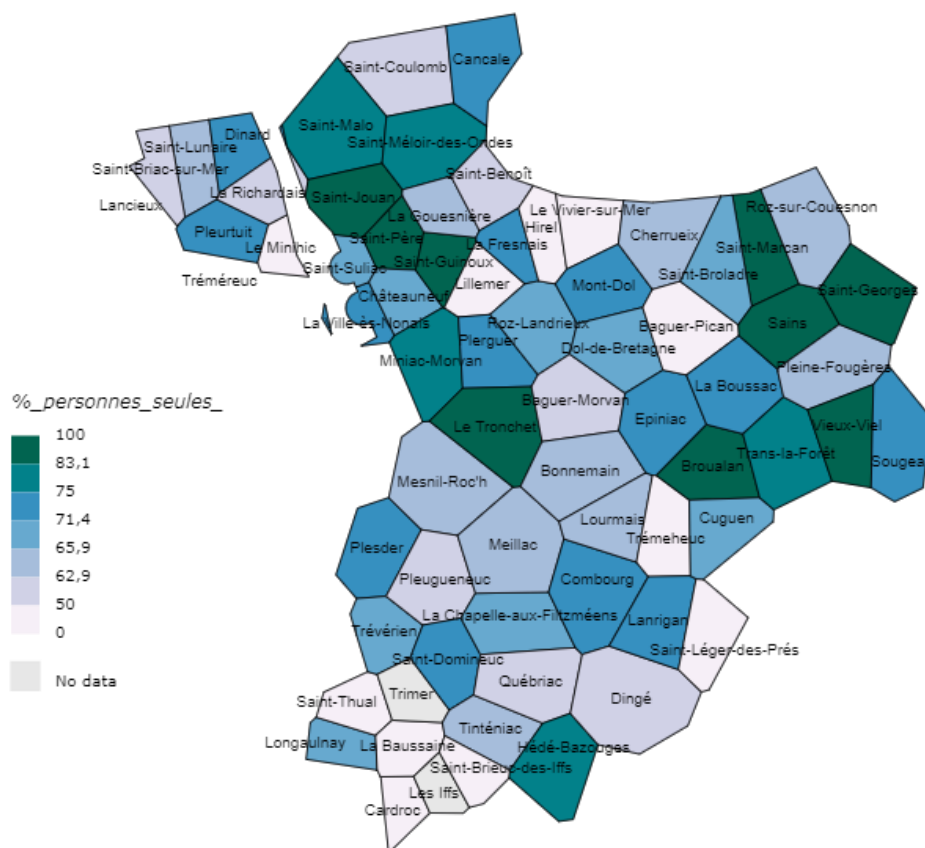 Saint-Coulomb
Cancale
Saint-Malo
Saint-Méloir-des-Ondes
Dinard
Saint-Lunaire
Saint-Briac-sur-Mer
Lancieux
La Richardais
Pleurtuit
Le Minihic
Tréméreuc
Saint-Benoît
Saint-Jouan
La Gouesnière
Le Vivier-sur-Mer
Hirel
Cherrueix
Roz-sur-Couesnon
Saint-Père
La Fresnais
Saint-Marcan
Saint-Guinoux
Saint-Suliac
Lillemer
Saint-Broladre
Saint-Georges
Mont-Dol
Châteauneuf
La Ville-ès-Nonais
Roz-Landrieux
Baguer-Pican
Sains
Plerguer
Dol-de-Bretagne
Miniac-Morvan
Pleine-Fougères
La Boussac
Baguer-Morvan
Epiniac
Le Tronchet
Vieux-Viel
Trans-la-Forêt
Sougea
Broualan
Bonnemain
Mesnil-Roc'h
Lourmais
Cuguen
Trémeheuc
Meillac
Plesder
Pleugueneuc
Combourg
La Chapelle-aux-Filtzméens
Lanrigan
Trévérien
Saint-Léger-des-Prés
Saint-Domineuc
Québriac
Trimer
Saint-Thual
Dingé
Tinténiac
Longaulnay
La Baussaine
Hédé-Bazouges
Saint-Brieuc-des-Iffs
Les Iffs
Cardroc
%_personnes_seules_
100
83,1
75
71,4
65,9
62,9
50
0
No data